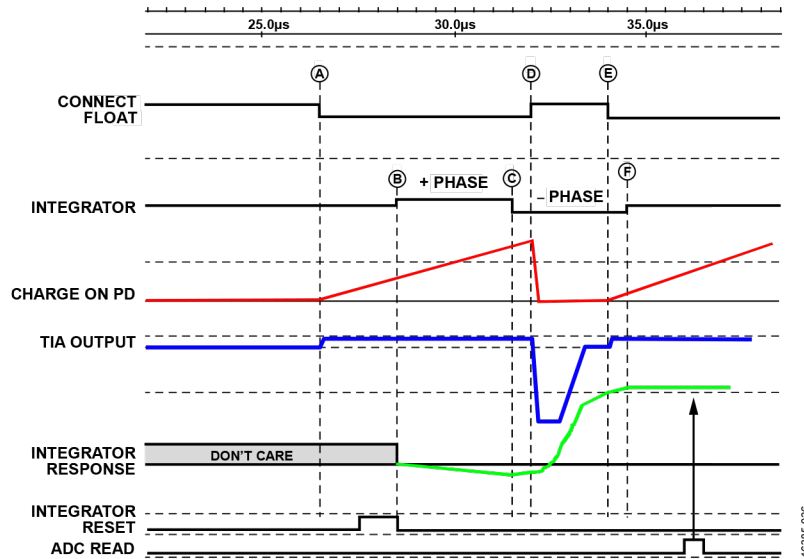 25.0µs 30.0µs 35.0µs
A D E
CONNECT
FLOAT
B + PHASE C – PHASE F
INTEGRATOR
CHARGE ON PD
TIA OUTPUT
INTEGRATOR
RESPONSE
DON'T CARE
INTEGRATOR
RESET
ADC READ